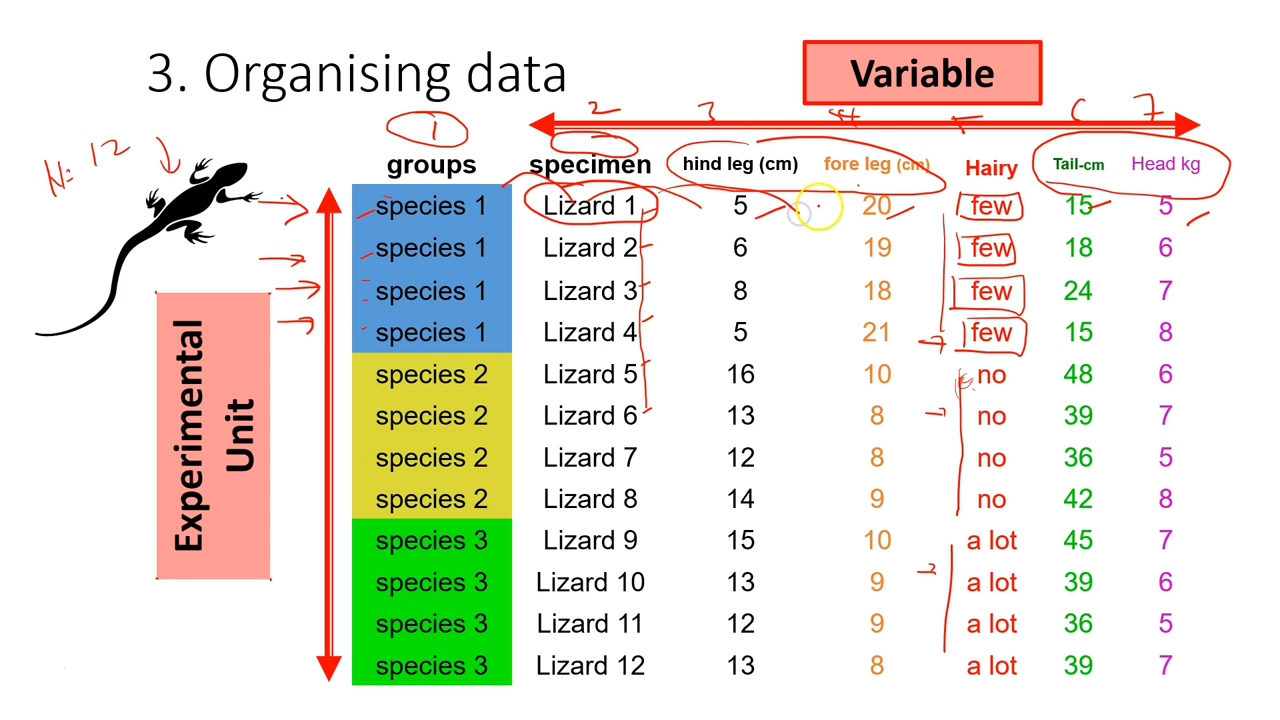 3. Organising data
Variable
1 2 3 4 6 7
N: 12
groups specimen hind leg (cm) fore leg (cm) Hairy Tail-cm Head kg
species 1 Lizard 1 5 20 few 15 5
species 1 Lizard 2 6 19 few 18 6
species 1 Lizard 3 8 18 few 24 7
species 1 Lizard 4 5 21 few 15 8
species 2 Lizard 5 16 10 no 48 6
species 2 Lizard 6 13 8 no 39 7
species 2 Lizard 7 12 8 no 36 5
species 2 Lizard 8 14 9 no 42 8
species 3 Lizard 9 15 10 a lot 45 7
species 3 Lizard 10 13 9 a lot 39 6
species 3 Lizard 11 12 9 a lot 36 5
species 3 Lizard 12 13 8 a lot 39 7
Experimental
Unit